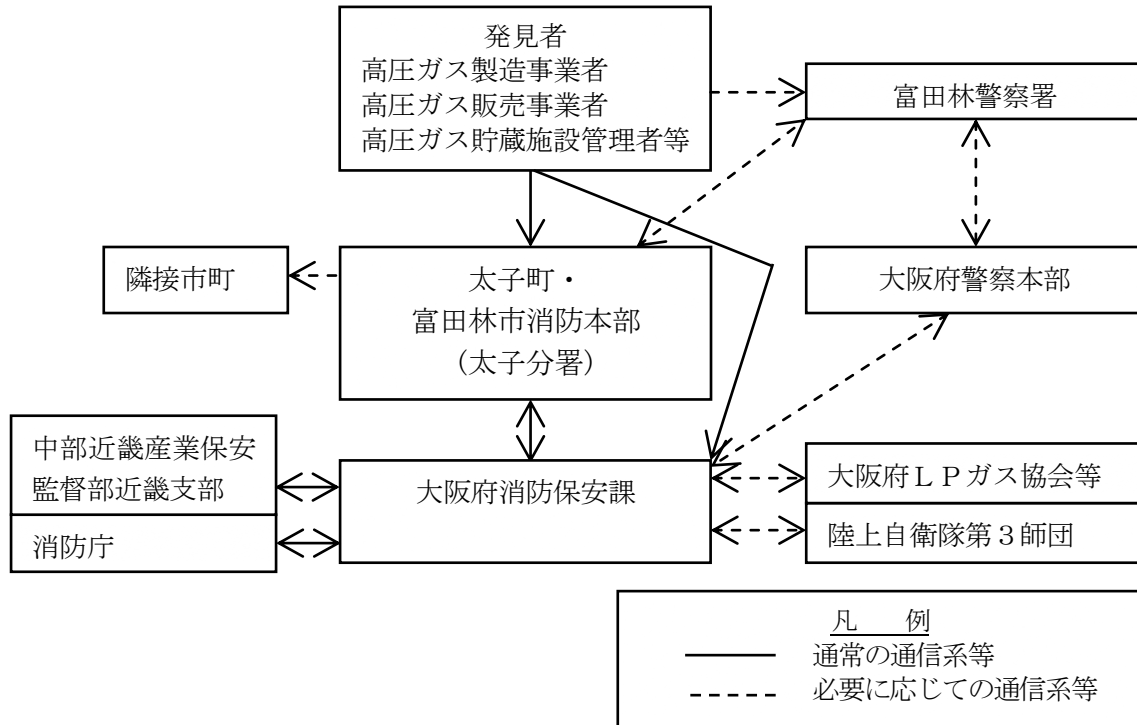 発見者
高圧ガス製造事業者
高圧ガス販売事業者
高圧ガス貯蔵施設管理者等
富田林警察署
隣接市町
太子町・
富田林市消防本部
（太子分署）
大阪府警察本部
中部近畿産業保安
監督部近畿支部
消防庁
大阪府消防保安課
大阪府ＬＰガス協会等
陸上自衛隊第３師団
凡　例
通常の通信系等
必要に応じての通信系等